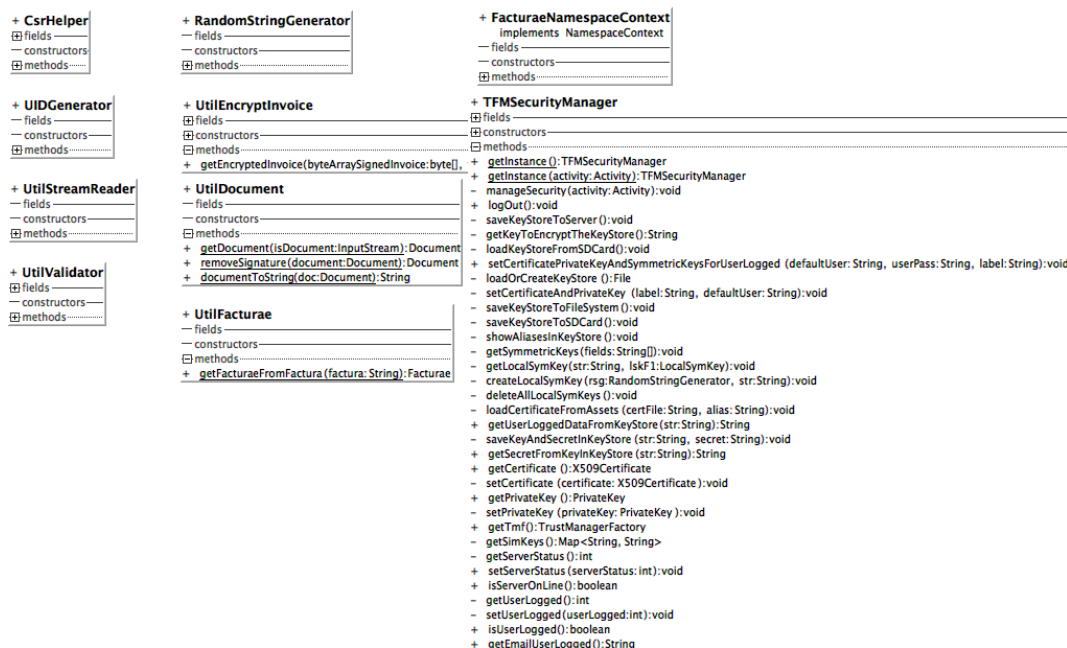 + CsrHelper
fields
constructors
methods
+ RandomStringGenerator
fields
constructors
methods
+ FacturaeNamespaceContext
implements NamespaceContext
fields
constructors
methods
+ UIDGenerator
fields
constructors
methods
+ UtilStreamReader
fields
constructors
methods
+ UtilValidator
fields
constructors
methods
+ UtilEncryptInvoice
fields
constructors
methods
+ getEncryptedInvoice(byteArraySignedInvoice:byte[],
+ UtilDocument
fields
constructors
methods
+ getDocument(isDocument:InputStream):Document
+ removeSignature(document:Document):Document
+ documentToString(doc:Document):String
+ UtilFacturae
fields
constructors
methods
+ getFacturaeFromFactura(factura:String):Facturae
+ TFMSecurityManager
fields
constructors
methods
+ getInstance():TFMSecurityManager
+ getInstance(activity:Activity):TFMSecurityManager
- manageSecurity(activity:Activity):void
+ logOut():void
- saveKeyStoreToServer():void
- getKeyToEncryptTheKeyStore():String
- loadKeyStoreFromSDCard():void
+ setCertificatePrivateKeyAndSymmetricKeysForUserLogged (defaultUser:String, userPass:String, label:String):void
- loadOrCreateKeyStore ():File
- setCertificateAndPrivateKey (label:String, defaultUser:String):void
- saveKeyStoreToFileSystem():void
- saveKeyStoreToSDCard():void
- showAliasesInKeyStore():void
- getSymmetricKeys(fields:String[]):void
- getLocalSymKey(str:String, lskF1:LocalSymKey):void
- createLocalSymKey(rsg:RandomStringGenerator, str:String):void
- deleteAllLocalSymKeys():void
- loadCertificateFromAssets (certFile:String, alias:String):void
+ getUserLoggedDataFromKeyStore(str:String):String
- saveKeyAndSecretInKeyStore (str:String, secret:String):void
+ getSecretFromKeyInKeyStore (str:String):String
+ getCertificate ():X509Certificate
- setCertificate (certificate:X509Certificate):void
+ getPrivateKey ():PrivateKey
- setPrivateKey (privateKey:PrivateKey):void
+ getTmf():TrustManagerFactory
- getSimKeys():Map<String, String>
- getServerStatus():int
+ setServerStatus (serverStatus:int):void
+ isServerOnLine():boolean
- getUserLogged():int
- setUserLogged(userLogged:int):void
+ isUserLogged():boolean
+ getEmailUserLogged():String